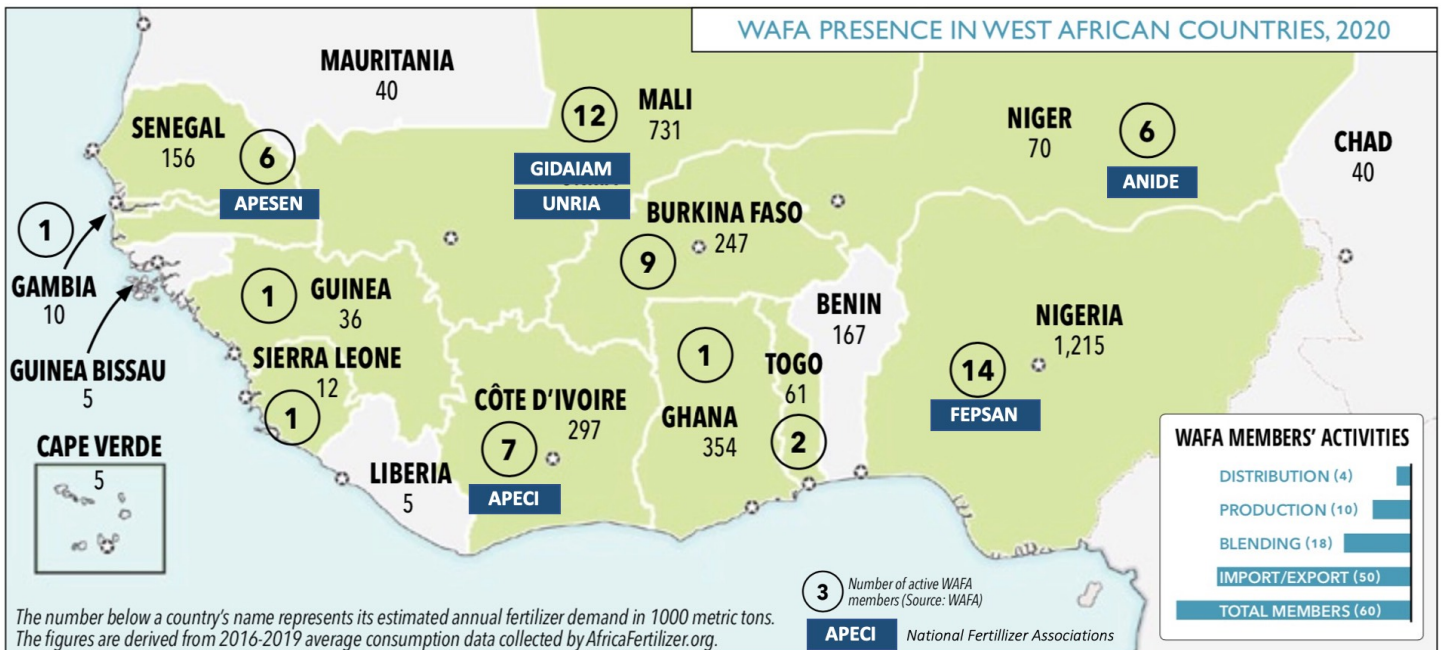 WAFA PRESENCE IN WEST AFRICAN COUNTRIES, 2020
MAURITANIA
40
SENEGAL
156
6
APESEN
12
MALI
731
GIDAIAM
UNRIA
NIGER
70
6
ANIDE
CHAD
40
1
GAMBIA
10
GUINEA BISSAU
5
CAPE VERDE
5
1
GUINEA
36
SIERRA LEONE
12
1
LIBERIA
5
CÔTE D'IVOIRE
297
7
APECI
BURKINA FASO
247
9
1
GHANA
354
TOGO
61
2
BENIN
167
NIGERIA
1,215
14
FEPSAN
WAFA MEMBERS' ACTIVITIES
DISTRIBUTION (4)
PRODUCTION (10)
BLENDING (18)
IMPORT/EXPORT (50)
TOTAL MEMBERS (60)
3
Number of active WAFA
members (Source: WAFA)
APECI
National Fertillizer Associations
The number below a country's name represents its estimated annual fertilizer demand in 1000 metric tons.
The figures are derived from 2016-2019 average consumption data collected by AfricaFertilizer.org.